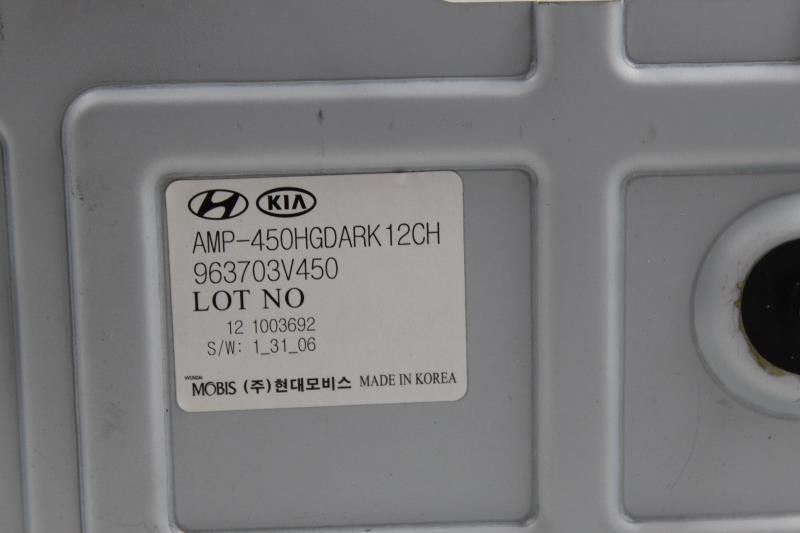 KIA
AMP-450HGDARK12CH
963703V450
LOT NO
12 1003692
S/W: 1_31_06
HYUNDAI
MOBIS (주)현대모비스 MADE IN KOREA